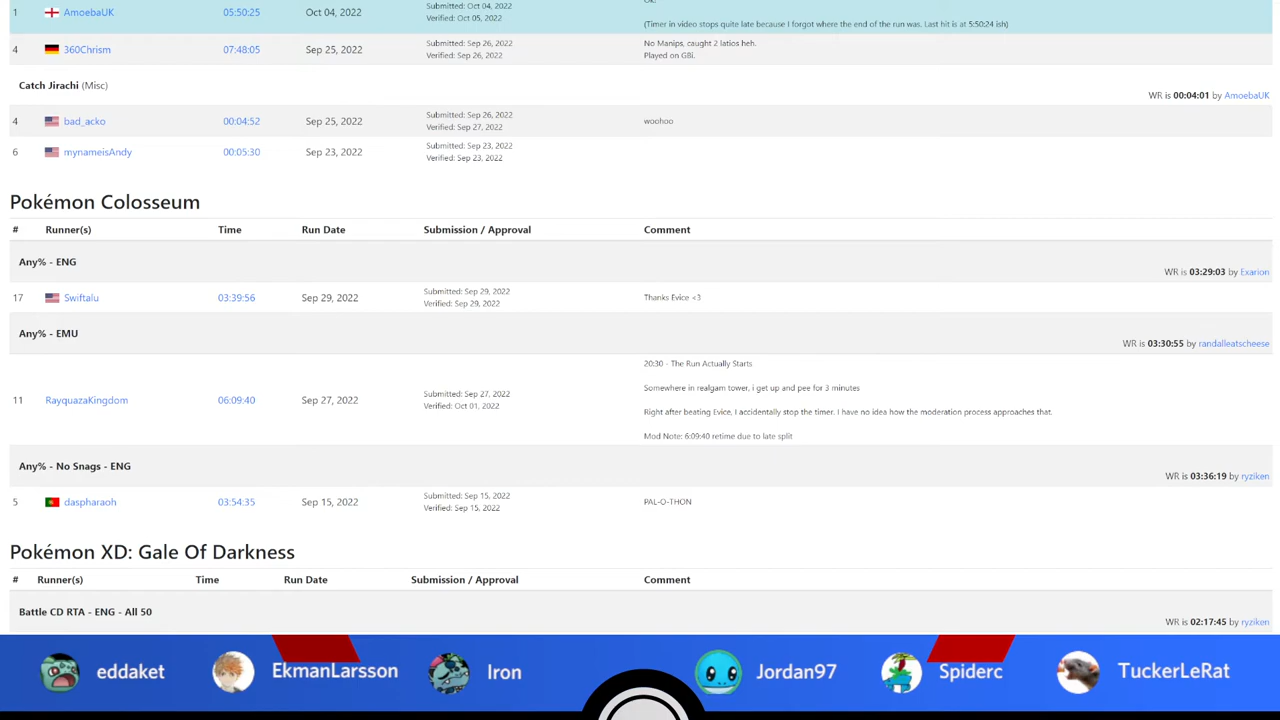 Ok.
1 AmoebaUK 05:50:25 Oct 04, 2022 Submitted: Oct 04, 2022
Verified: Oct 05, 2022
(Timer in video stops quite late because I forgot where the end of the run was. Last hit is at 5:50:24 ish)
4 360Chrism 07:48:05 Sep 25, 2022 Submitted: Sep 26, 2022 No Manips, caught 2 latios heh.
Verified: Sep 26, 2022 Played on GBi.
Catch Jirachi (Misc)
WR is 00:04:01 by AmoebaUK
4 bad_acko 00:04:52 Sep 25, 2022 Submitted: Sep 26, 2022 woohoo
Verified: Sep 27, 2022
6 mynameisAndy 00:05:30 Sep 23, 2022 Submitted: Sep 23, 2022
Verified: Sep 23, 2022
Pokémon Colosseum
# Runner(s) Time Run Date Submission / Approval Comment
Any% - ENG
WR is 03:29:03 by Exarion
17 Swiftalu 03:39:56 Sep 29, 2022 Submitted: Sep 29, 2022 Thanks Evice <3
Verified: Sep 29, 2022
Any% - EMU
WR is 03:30:55 by randalleatscheese
20:30 - The Run Actually Starts
Somewhere in realgam tower, i get up and pee for 3 minutes
11 RayquazaKingdom 06:09:40 Sep 27, 2022 Submitted: Sep 27, 2022
Verified: Oct 01, 2022
Right after beating Evice, I accidentally stop the timer. I have no idea how the moderation process approaches that.
Mod Note: 6:09:40 retime due to late split
Any% - No Snags - ENG
WR is 03:36:19 by ryziken
5 daspharaoh 03:54:35 Sep 15, 2022 Submitted: Sep 15, 2022 PAL-O-THON
Verified: Sep 15, 2022
Pokémon XD: Gale Of Darkness
# Runner(s) Time Run Date Submission / Approval Comment
Battle CD RTA - ENG - All 50
WR is 02:17:45 by ryziken
eddaket EkmanLarsson Iron Jordan97 Spiderc TuckerLeRat